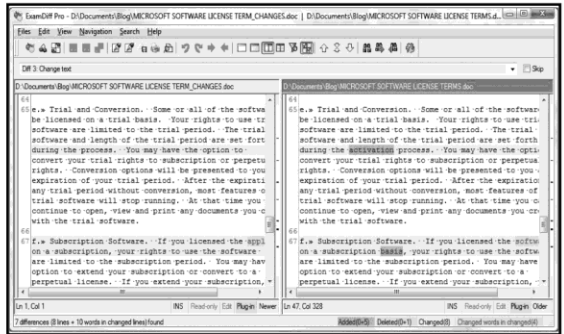 ExamDiff Pro - D:\Documents\Blog\MICROSOFT SOFTWARE LICENSE TERM_CHANGES.doc | D:\Documents\Blog\MICROSOFT SOFTWARE LICENSE TERMS.d...
Files Edit View Navigation Search Help
Diff 3: Change text
Skip
D:\Documents\Blog\MICROSOFT SOFTWARE LICENSE TERM_CHANGES.doc
64
65 e.» Trial and Conversion. Some or all of the softwa
be licensed on a trial basis. Your rights to use tr
software are limited to the trial period. The trial
software and length of the trial period are set fort
during the process. You may have the option to
convert your trial rights to subscription or perpetua
rights. Conversion options will be presented to you
expiration of your trial period. After the expirati
any trial period without conversion, most features o
trial software will stop running. At that time you
continue to open, view and print any documents you c
with the trial software.
66
67 f.» Subscription Software. If you licensed the appl
on a subscription, your rights to use the software
are limited to the subscription period. You may hav
option to extend your subscription or convert to a
perpetual license. If you extend your subscription,
D:\Documents\Blog\MICROSOFT SOFTWARE LICENSE TERMS.doc
64
65 e.» Trial and Conversion. Some or all of the softwar
be licensed on a trial basis. Your rights to use tri
software are limited to the trial period. The trial
software and length of the trial period are set fort
during the activation process. You may have the opti
convert your trial rights to subscription or perpetua
rights. Conversion options will be presented to you
expiration of your trial period. After the expiratio
any trial period without conversion, most features of
trial software will stop running. At that time you
continue to open, view and print any documents you cr
with the trial software.
66
67 f.» Subscription Software. If you licensed the softw
on a subscription basis, your rights to use the softw
are limited to the subscription period. You may have
option to extend your subscription or convert to a
perpetual license. If you extend your subscription,
Ln 1, Col 1 INS Read-only Edit Plug-in Newer
Ln 47, Col 328 INS Read-only Edit Plug-in Older
7 differences (8 lines + 10 words in changed lines) found
Deleted(0+1) Changed(8) Changed words in changed(4)